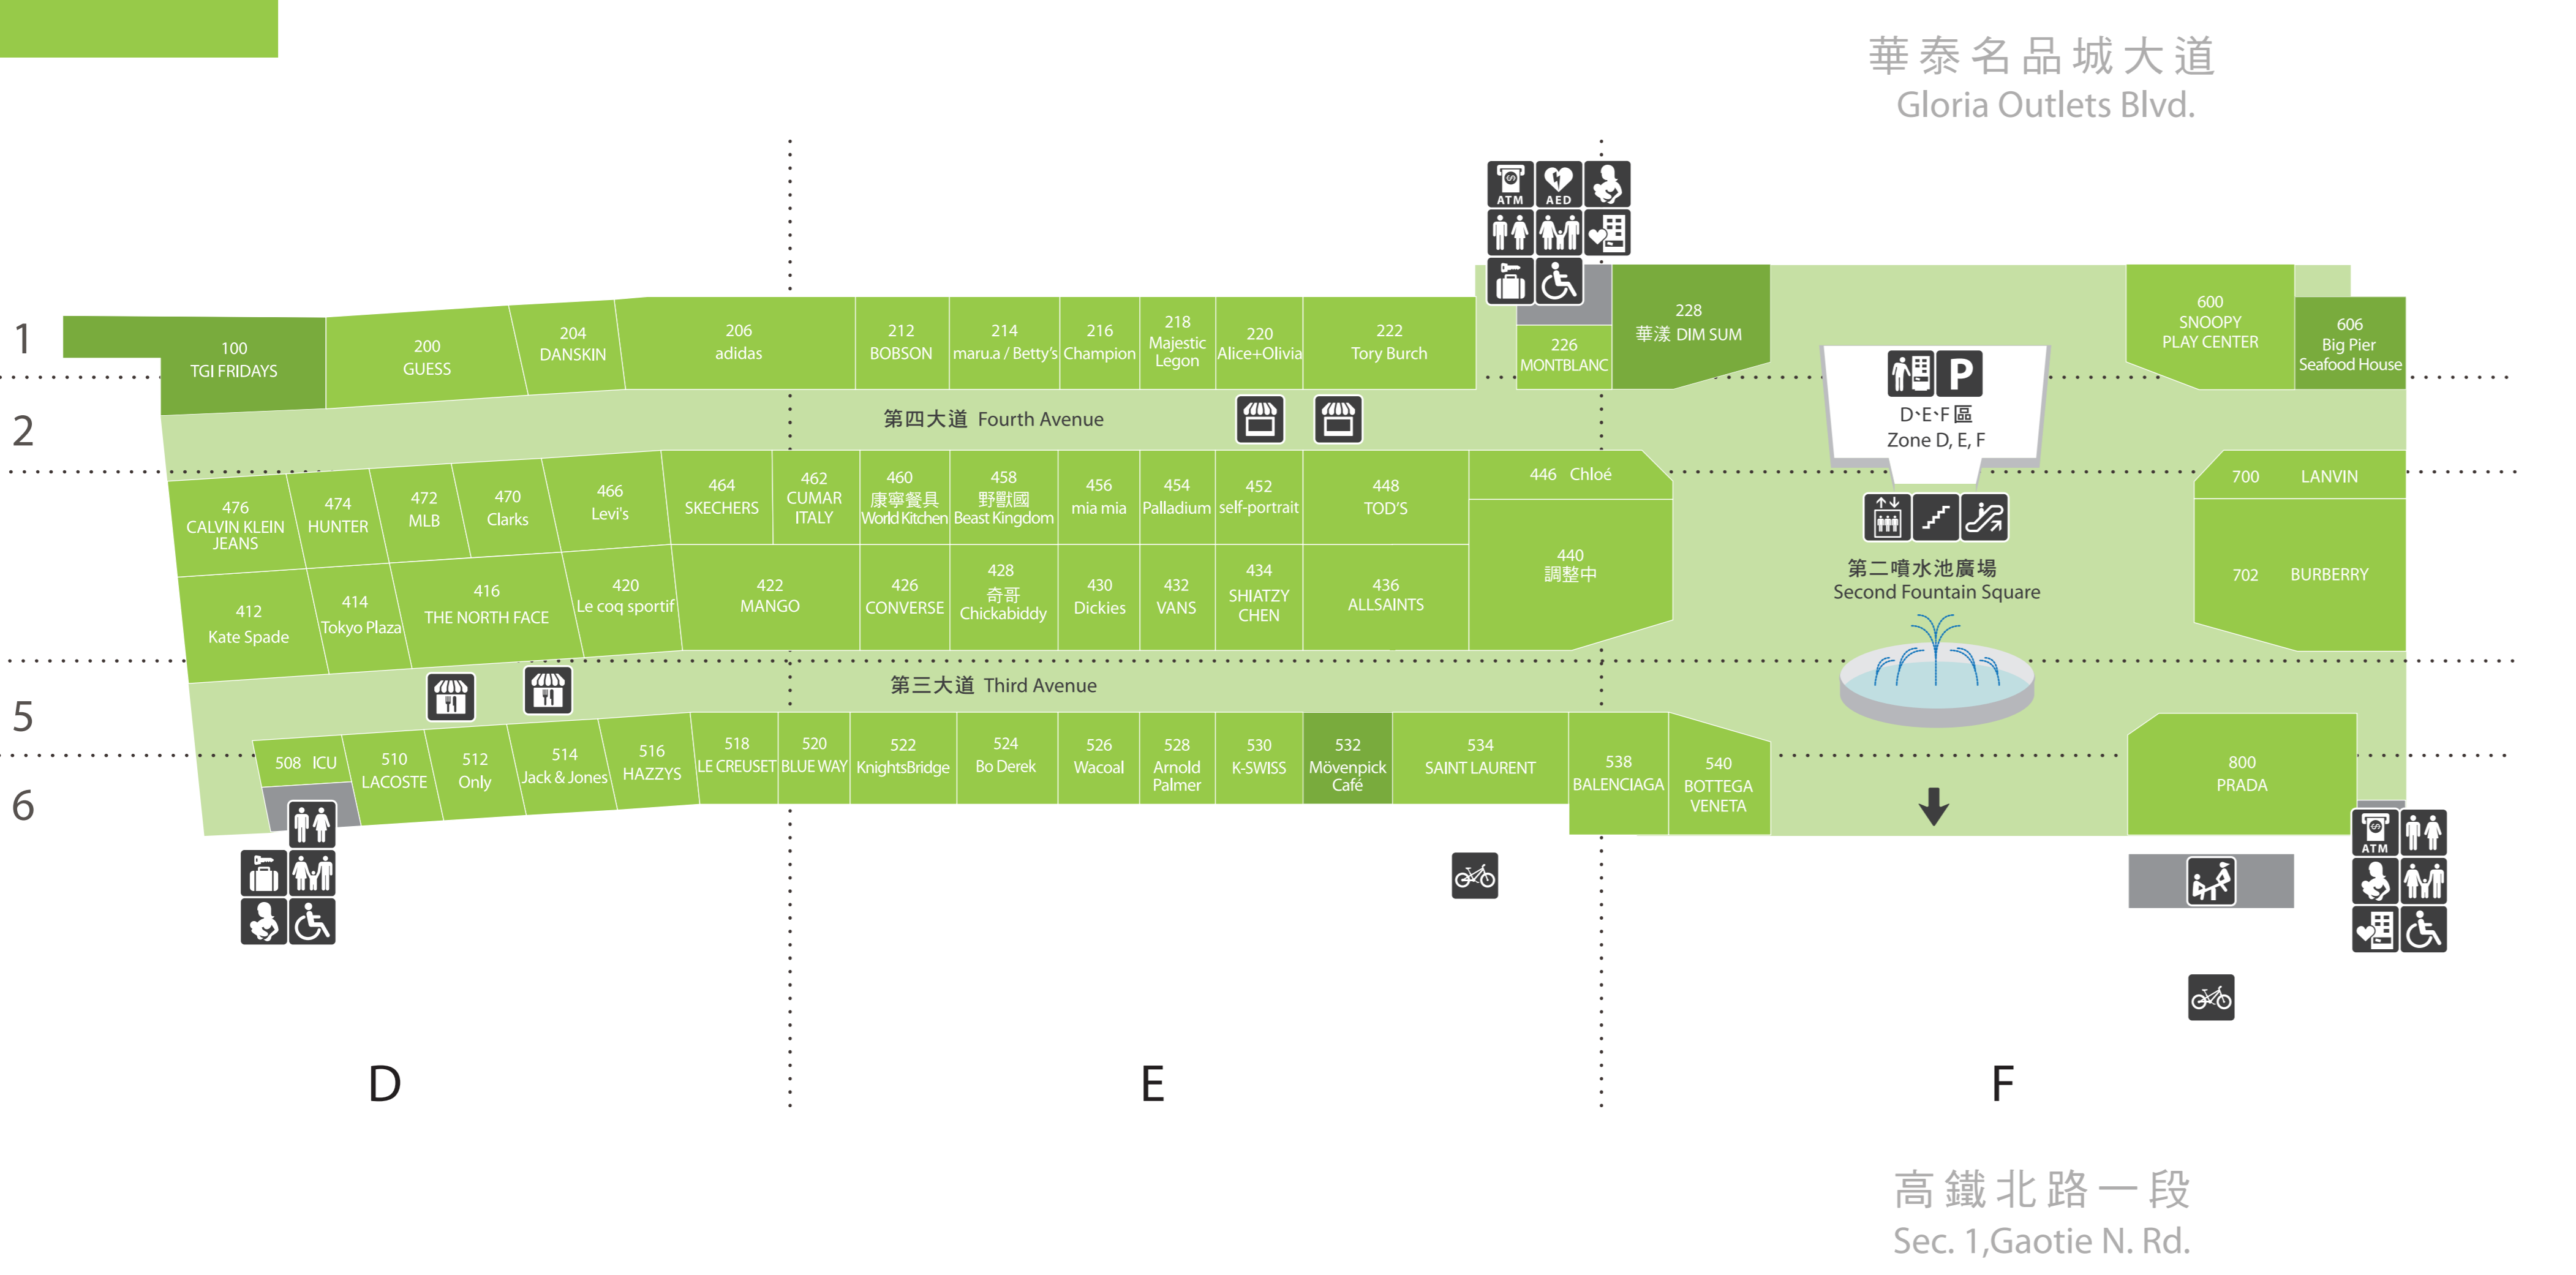 華泰名品城大道
Gloria Outlets Blvd.
ATM
AED
1
100
TGI FRIDAYS
200
GUESS
204
DANSKIN
206
adidas
212
BOBSON
214
maru.a / Betty's
216
Champion
218
Majestic
Legon
220
Alice+Olivia
222
Tory Burch
226
MONTBLANC
228
華漾 DIM SUM
600
SNOOPY
PLAY CENTER
606
Big Pier
Seafood House
P
D、E、F 區
Zone D, E, F
2
第四大道 Fourth Avenue
476
CALVIN KLEIN
JEANS
474
HUNTER
472
MLB
470
Clarks
466
Levi's
464
SKECHERS
462
CUMAR
ITALY
460
康寧餐具
World Kitchen
458
野獸國
Beast Kingdom
456
mia mia
454
Palladium
452
self-portrait
448
TOD'S
446 Chloé
700 LANVIN
412
Kate Spade
414
Tokyo Plaza
416
THE NORTH FACE
420
Le coq sportif
422
MANGO
426
CONVERSE
428
奇哥
Chickabiddy
430
Dickies
432
VANS
434
SHIATZY
CHEN
436
ALLSAINTS
440
調整中
第二噴水池廣場
Second Fountain Square
702 BURBERRY
5
第三大道 Third Avenue
508 ICU
510
LACOSTE
512
Only
514
Jack & Jones
516
HAZZYS
518
LE CREUSET
520
BLUE WAY
522
KnightsBridge
524
Bo Derek
526
Wacoal
528
Arnold
Palmer
530
K-SWISS
532
Mövenpick
Café
534
SAINT LAURENT
538
BALENCIAGA
540
BOTTEGA
VENETA
800
PRADA
6
ATM
D
E
F
高鐵北路一段
Sec. 1,Gaotie N. Rd.